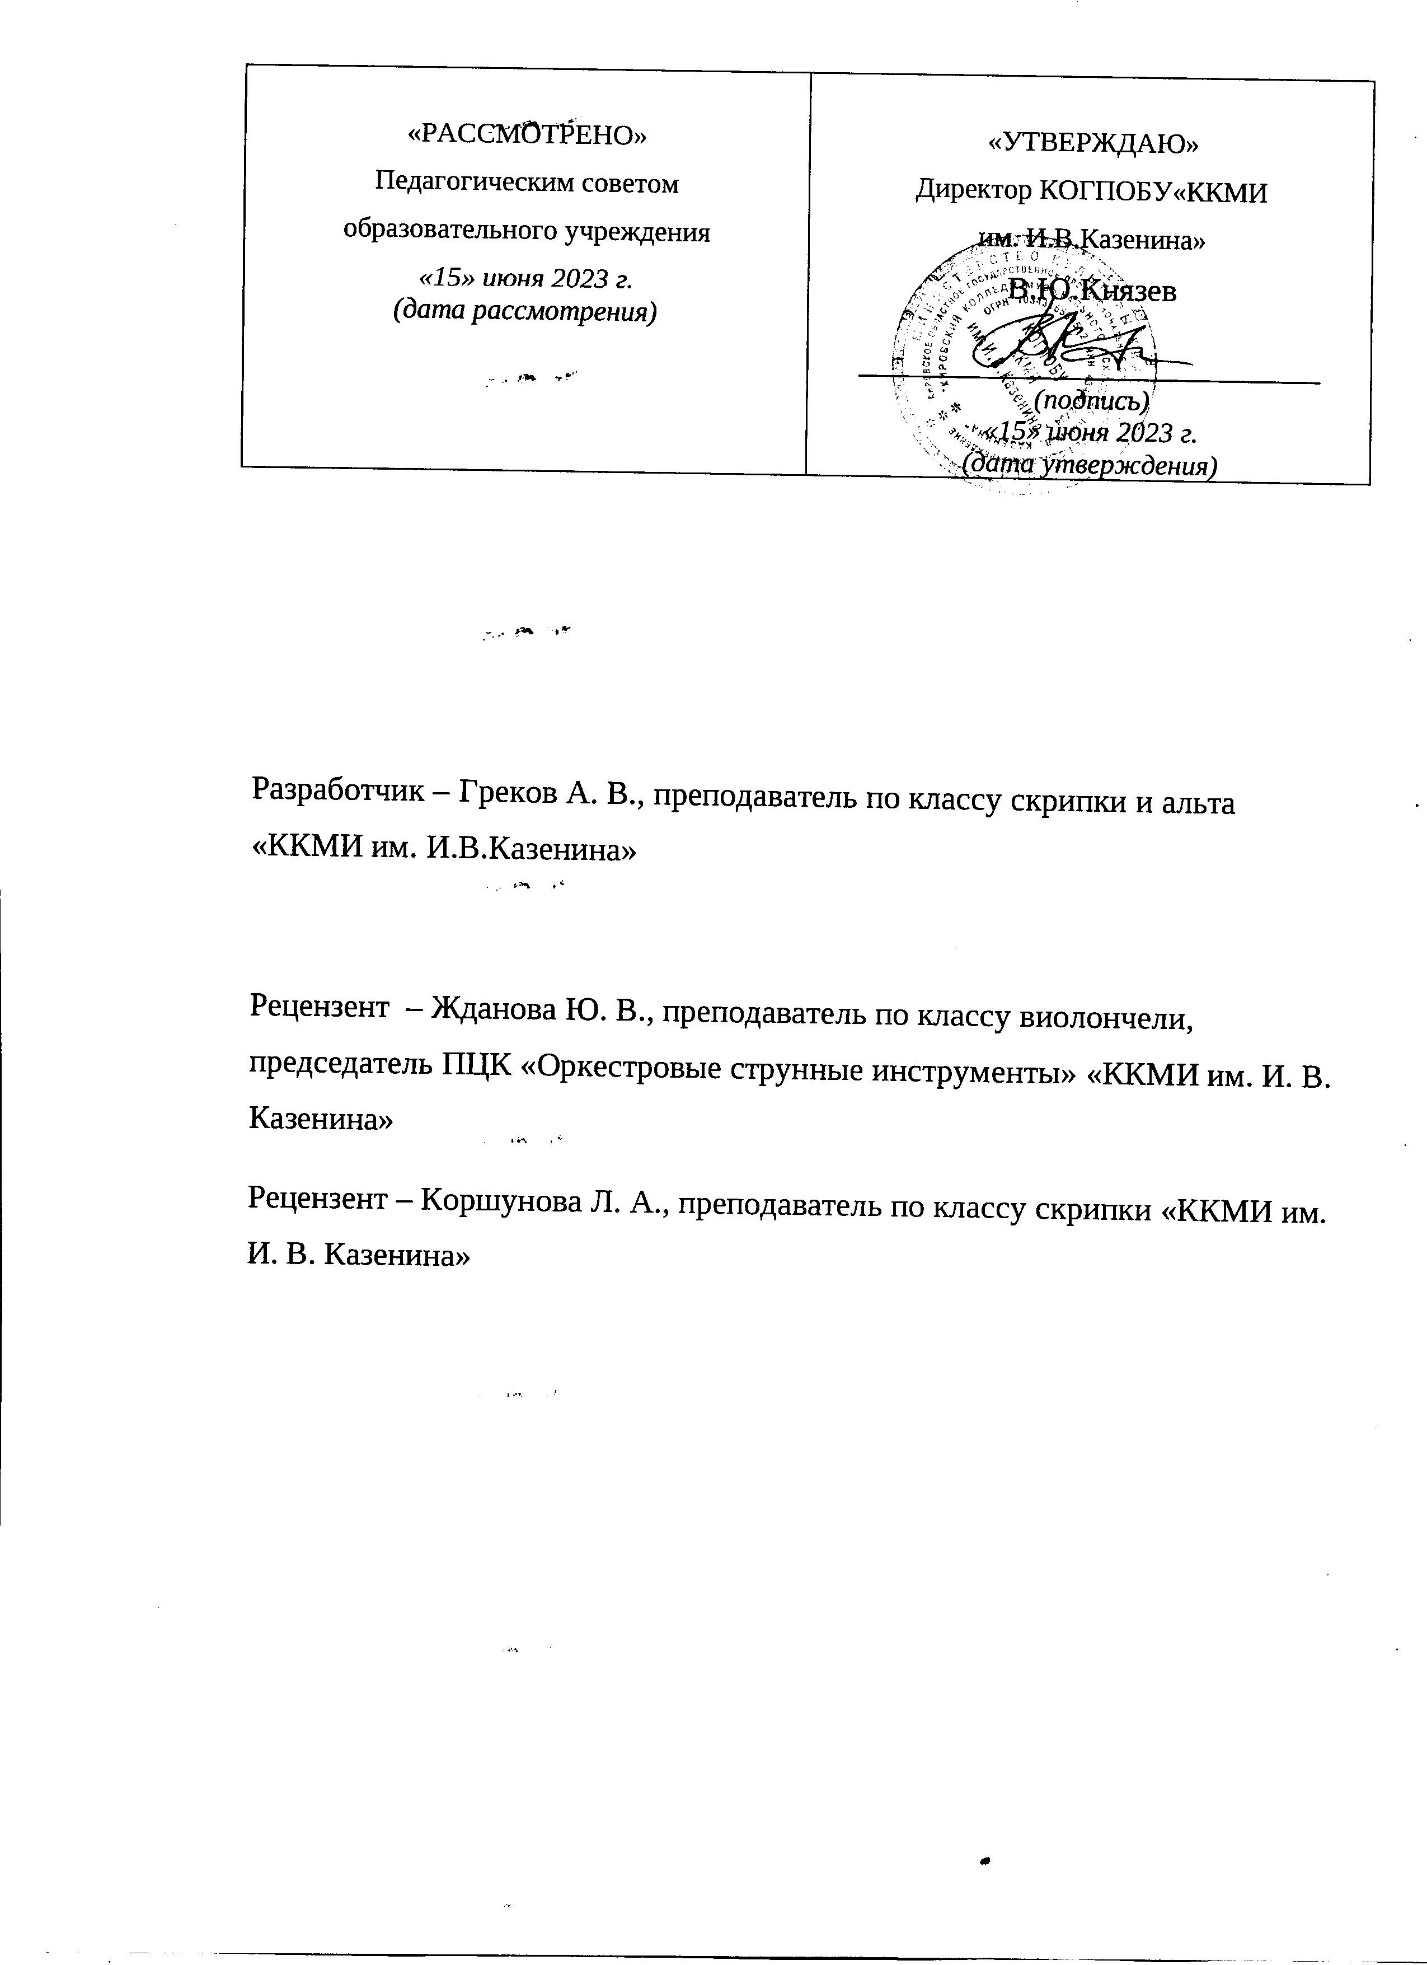 «РАССМОТРЕНО»
Педагогическим советом
образовательного учреждения
«15» июня 2023 г.
(дата рассмотрения)
«УТВЕРЖДАЮ»
Директор КОГПОБУ«ККМИ
им. И.В.Казенина»
В.Ю.Князев
(подпись)
«15» июня 2023 г.
(дата утверждения)
Разработчик – Греков А. В., преподаватель по классу скрипки и альта
«ККМИ им. И.В.Казенина»
Рецензент – Жданова Ю. В., преподаватель по классу виолончели,
председатель ПЦК «Оркестровые струнные инструменты» «ККМИ им. И. В.
Казенина»
Рецензент – Коршунова Л. А., преподаватель по классу скрипки «ККМИ им.
И. В. Казенина»